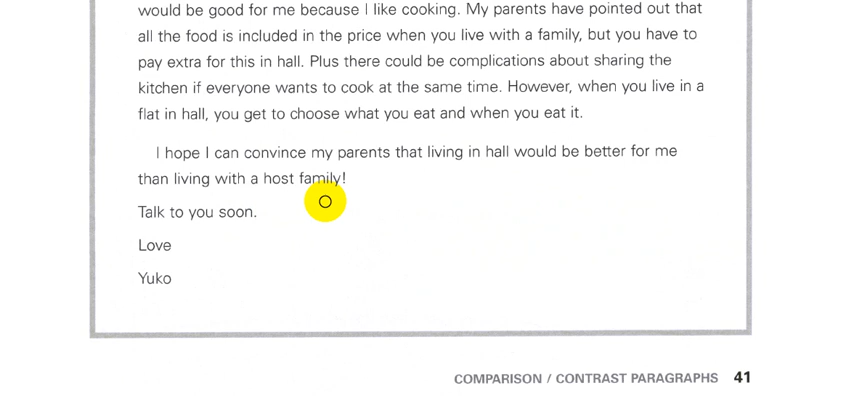 would be good for me because I like cooking. My parents have pointed out that
all the food is included in the price when you live with a family, but you have to
pay extra for this in hall. Plus there could be complications about sharing the
kitchen if everyone wants to cook at the same time. However, when you live in a
flat in hall, you get to choose what you eat and when you eat it.
I hope I can convince my parents that living in hall would be better for me
than living with a host family!
Talk to you soon.
Love
Yuko
COMPARISON / CONTRAST PARAGRAPHS 41